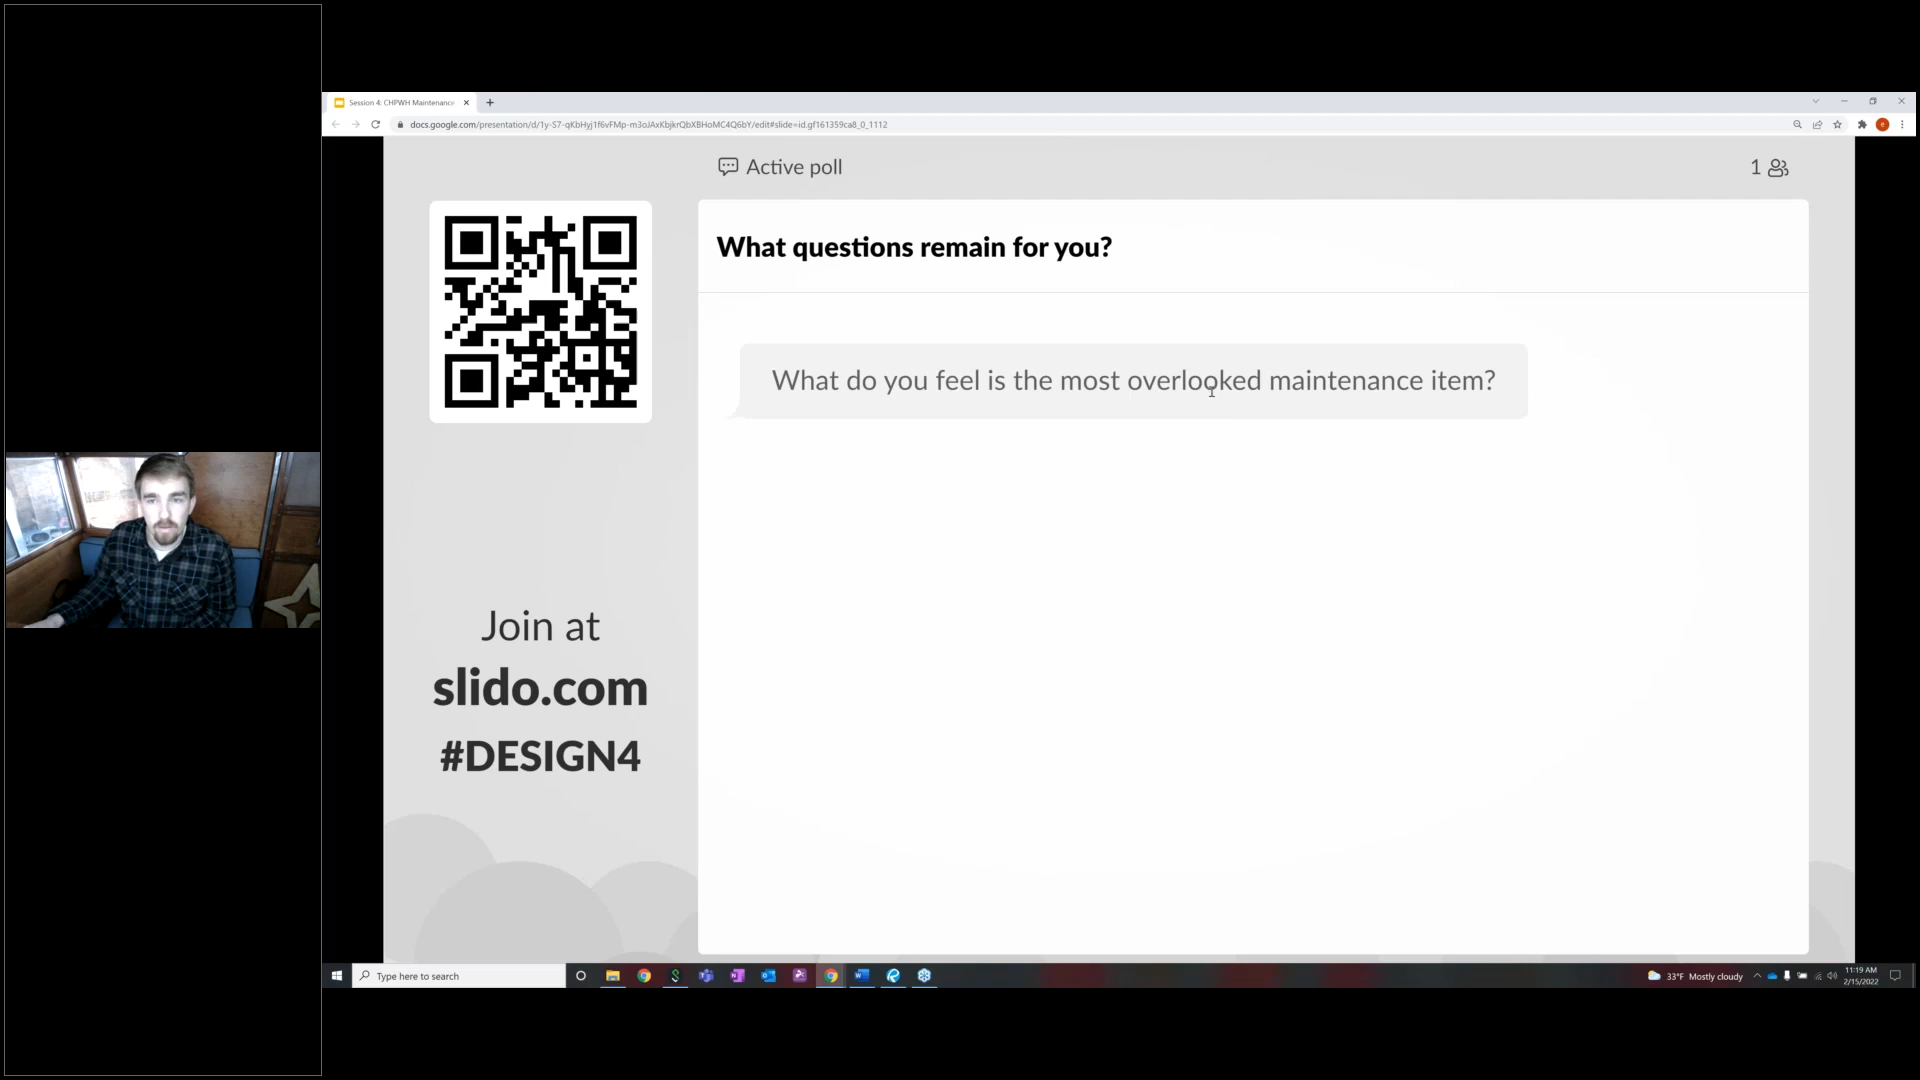 Session 4: CHPWH Maintenance
docs.google.com/presentation/d/1y-S7-qKbHyj1f6vFMp-m3oJAxKbjkrQbXBHoMC4Q6bY/edit#slide=id.gf161359ca8_0_1112
Active poll
1
What questions remain for you?
What do you feel is the most overlooked maintenance item?
Join at
slido.com
#DESIGN4
Type here to search
33°F Mostly cloudy
11:19 AM
2/15/2022